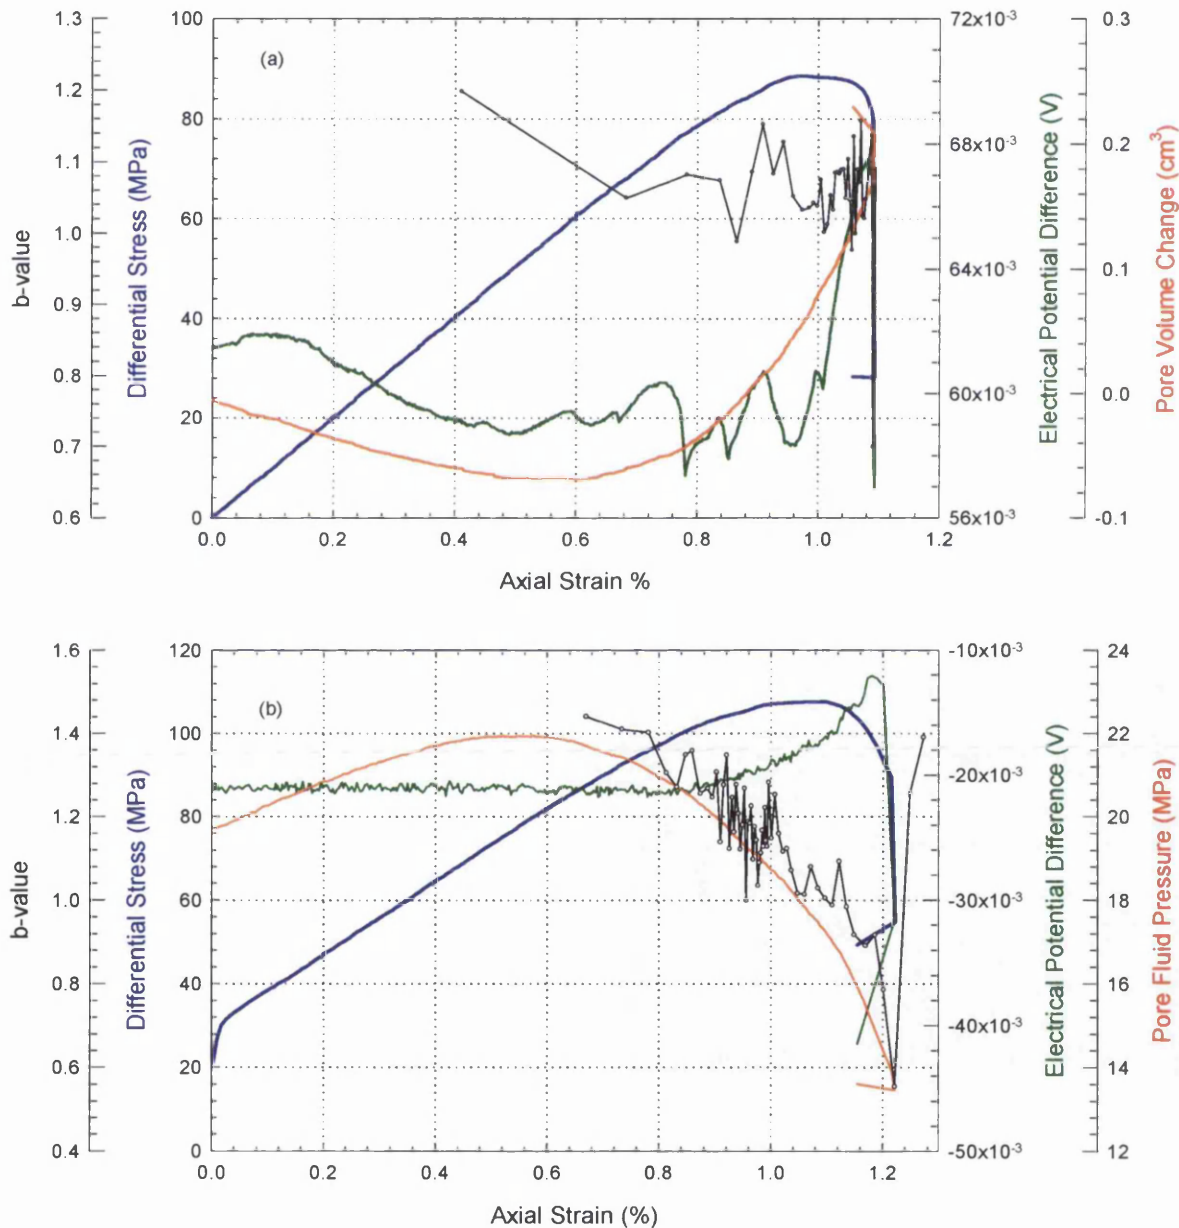 (a)
b-value
1.3
1.2
1.1
1.0
0.9
0.8
0.7
0.6
Differential Stress (MPa)
100
80
60
40
20
0
72x10⁻³
68x10⁻³
64x10⁻³
60x10⁻³
56x10⁻³
Electrical Potential Difference (V)
0.3
0.2
0.1
0.0
-0.1
Pore Volume Change (cm³)
0.0 0.2 0.4 0.6 0.8 1.0 1.2
Axial Strain %
(b)
b-value
1.6
1.4
1.2
1.0
0.8
0.6
0.4
Differential Stress (MPa)
120
100
80
60
40
20
0
-10x10⁻³
-20x10⁻³
-30x10⁻³
-40x10⁻³
-50x10⁻³
Electrical Potential Difference (V)
24
22
20
18
16
14
12
Pore Fluid Pressure (MPa)
0.0 0.2 0.4 0.6 0.8 1.0 1.2
Axial Strain (%)